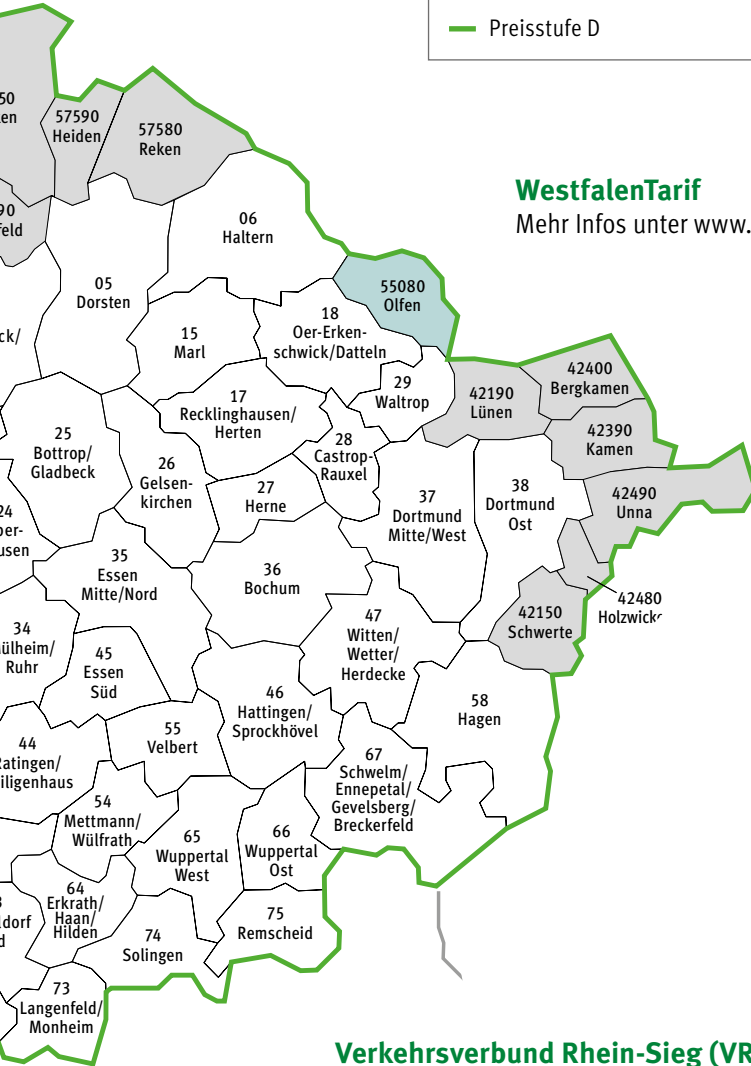 Preisstufe D
WestfalenTarif
Mehr Infos unter www.
57590
Heiden
57580
Reken
06
Haltern
05
Dorsten
55080
Olfen
15
Marl
18
Oer-Erken-
schwick/Datteln
29
Waltrop
42190
Lünen
42400
Bergkamen
42390
Kamen
42490
Unna
42480
42150
Schwerte
17
Recklinghausen/
Herten
28
Castrop-
Rauxel
25
Bottrop/
Gladbeck
26
Gelsen-
kirchen
27
Herne
37
Dortmund
Mitte/West
38
Dortmund
Ost
35
Essen
Mitte/Nord
36
Bochum
47
Witten/
Wetter/
Herdecke
34
Ruhr
45
Essen
Süd
46
Hattingen/
Sprockhövel
58
Hagen
44
55
Velbert
67
Schwelm/
Ennepetal/
Gevelsberg/
Breckerfeld
54
Mettmann/
Wülfrath
65
Wuppertal
West
66
Wuppertal
Ost
64
Erkrath/
Haan/
Hilden
74
Solingen
75
Remscheid
73
Langenfeld/
Monheim
Verkehrsverbund Rhein-Sieg